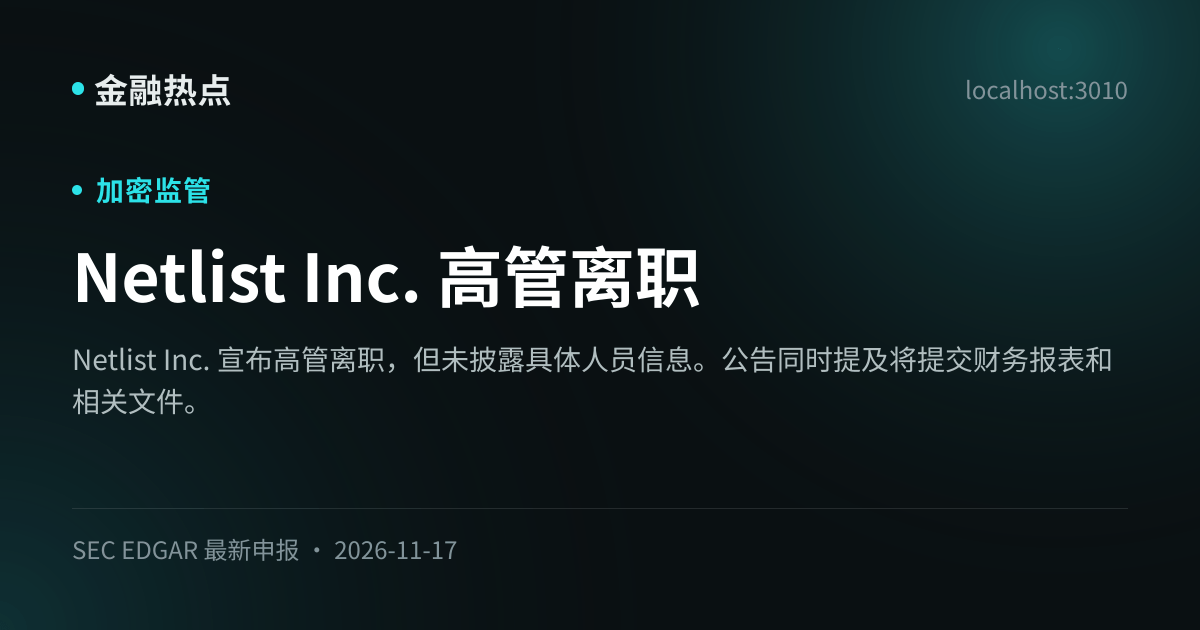 金融热点
localhost:3010
加密监管
Netlist Inc. 高管离职
Netlist Inc. 宣布高管离职，但未披露具体人员信息。公告同时提及将提交财务报表和
相关文件。
SEC EDGAR 最新申报 · 2026-11-17